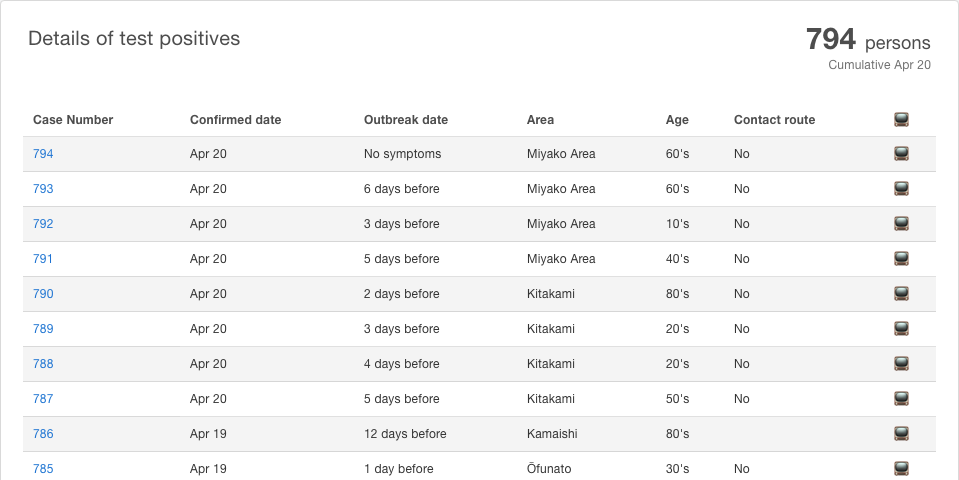 Details of test positives
794 persons
Cumulative Apr 20
Case Number Confirmed date Outbreak date Area Age Contact route
794 Apr 20 No symptoms Miyako Area 60's No
793 Apr 20 6 days before Miyako Area 60's No
792 Apr 20 3 days before Miyako Area 10's No
791 Apr 20 5 days before Miyako Area 40's No
790 Apr 20 2 days before Kitakami 80's No
789 Apr 20 3 days before Kitakami 20's No
788 Apr 20 4 days before Kitakami 20's No
787 Apr 20 5 days before Kitakami 50's No
786 Apr 19 12 days before Kamaishi 80's
785 Apr 19 1 day before Ōfunato 30's No